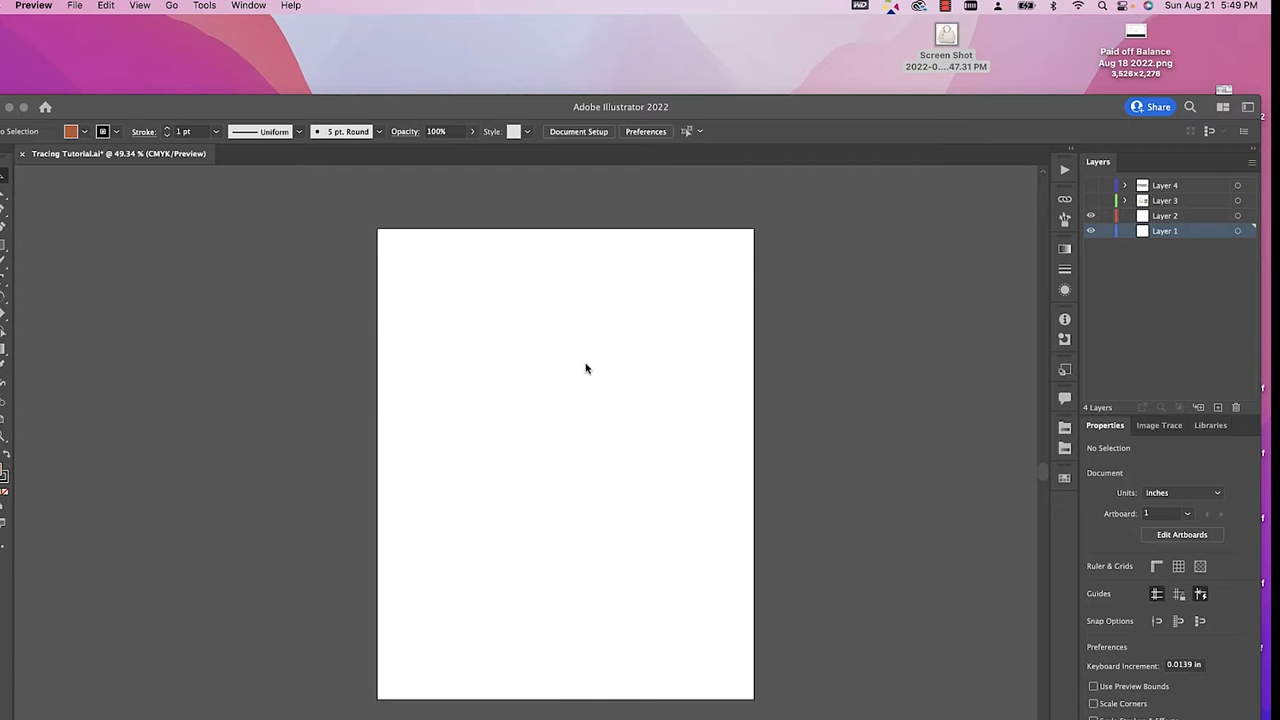 Preview File Edit View Go Tools Window Help Sun Aug 21 5:49 PM
Screen Shot
2022-0....47.31 PM
Paid off Balance
Aug 18 2022.png
3,526×2,278
Adobe Illustrator 2022 Share
Selection Stroke: 1 pt Uniform 5 pt. Round Opacity: 100% Style: Document Setup Preferences
Tracing Tutorial.ai* @ 49.34 % (CMYK/Preview)
Layers
Layer 4
Layer 3
Layer 2
Layer 1
4 Layers
Properties Image Trace Libraries
No Selection
Document
Units: Inches
Artboard: 1
Edit Artboards
Ruler & Grids
Guides
Snap Options
Preferences
Keyboard Increment: 0.0139 in
Use Preview Bounds
Scale Corners